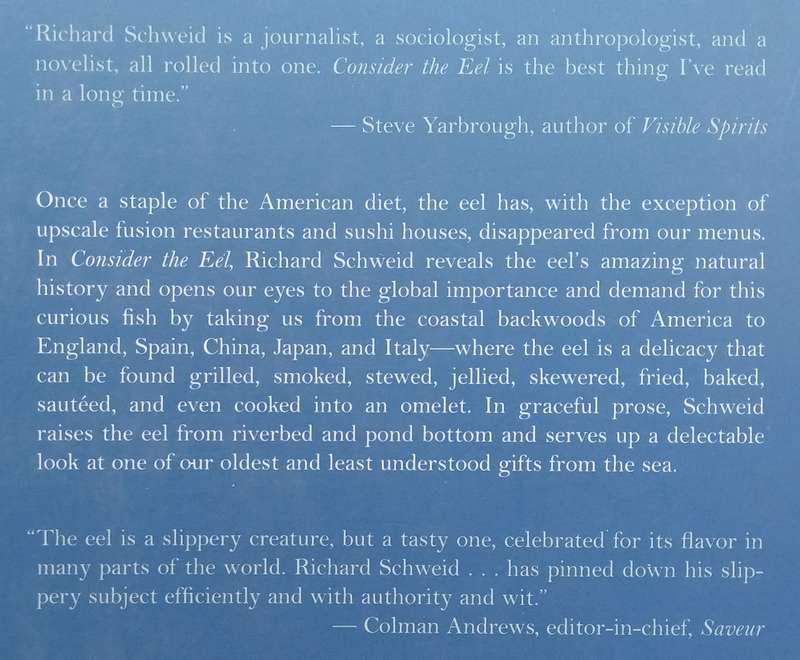 “Richard Schweid is a journalist, a sociologist, an anthropologist, and a
novelist, all rolled into one. Consider the Eel is the best thing I’ve read
in a long time.”
— Steve Yarbrough, author of Visible Spirits
Once a staple of the American diet, the eel has, with the exception of
upscale fusion restaurants and sushi houses, disappeared from our menus.
In Consider the Eel, Richard Schweid reveals the eel’s amazing natural
history and opens our eyes to the global importance and demand for this
curious fish by taking us from the coastal backwoods of America to
England, Spain, China, Japan, and Italy—where the eel is a delicacy that
can be found grilled, smoked, stewed, jellied, skewered, fried, baked,
sautéed, and even cooked into an omelet. In graceful prose, Schweid
raises the eel from riverbed and pond bottom and serves up a delectable
look at one of our oldest and least understood gifts from the sea.
“The eel is a slippery creature, but a tasty one, celebrated for its flavor in
many parts of the world. Richard Schweid . . . has pinned down his slip-
pery subject efficiently and with authority and wit.”
— Colman Andrews, editor-in-chief, Saveur